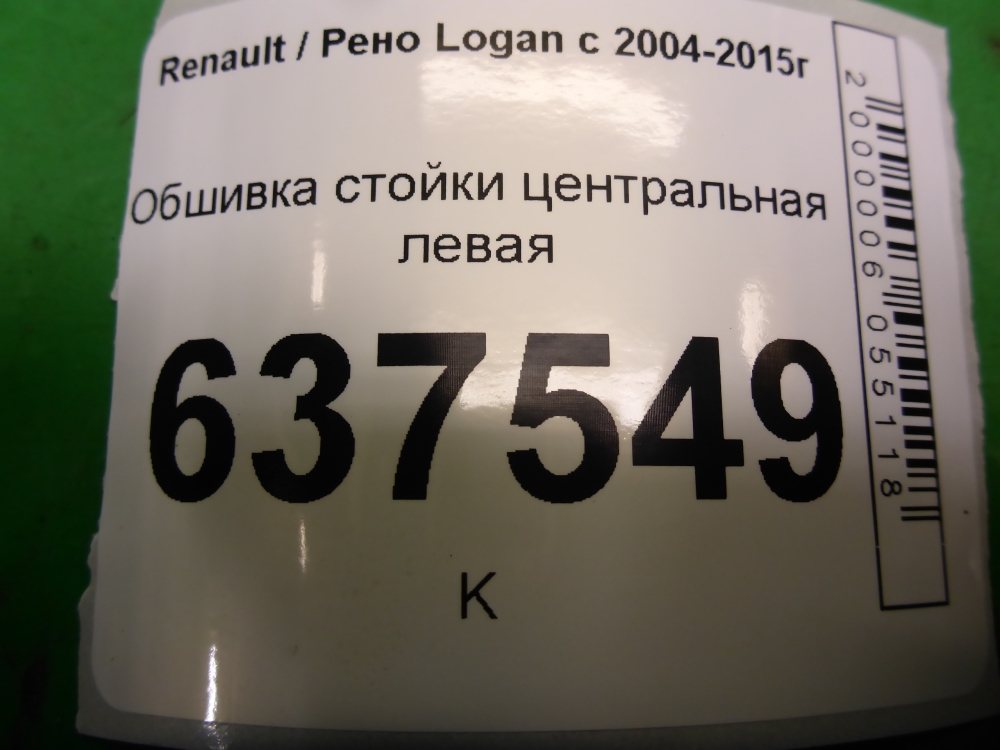 Renault / Рено Logan с 2004-2015г
Обшивка стойки центральная
левая
637549
К
2000006055118